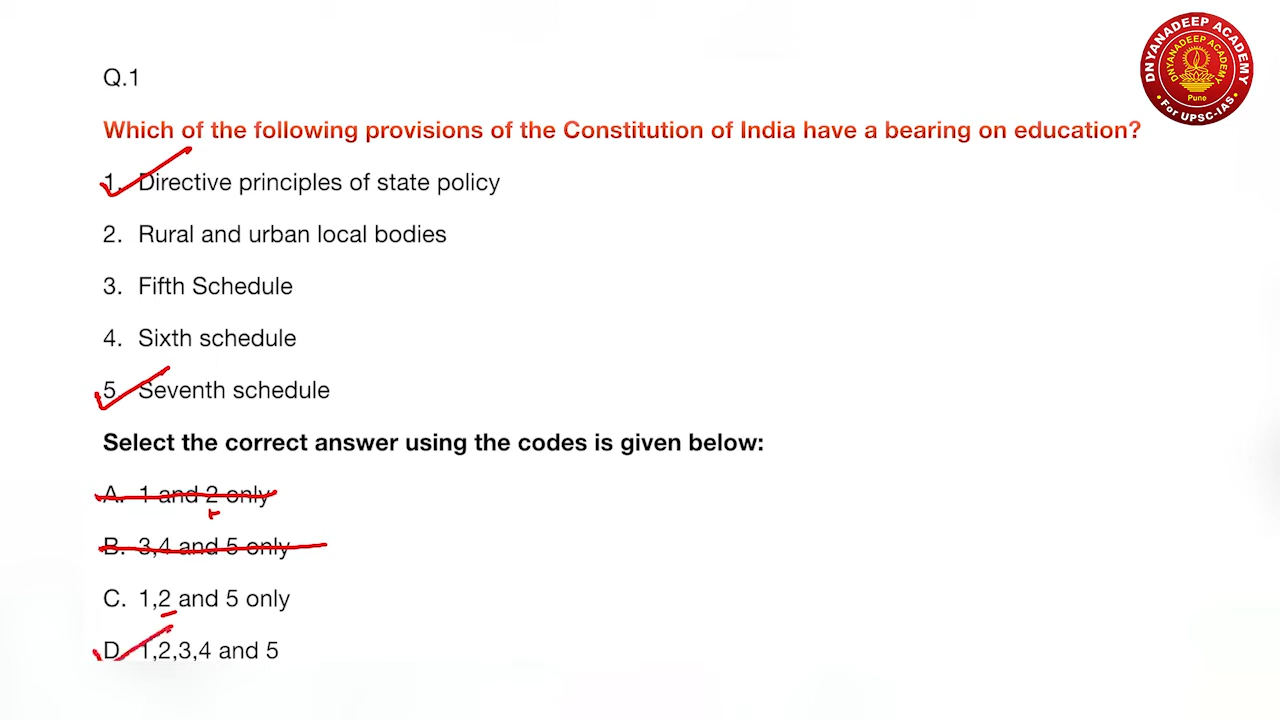 Q.1
Which of the following provisions of the Constitution of India have a bearing on education?
1. Directive principles of state policy
2. Rural and urban local bodies
3. Fifth Schedule
4. Sixth schedule
5 Seventh schedule
Select the correct answer using the codes is given below:
A. 1 and 2 only
B. 3,4 and 5 only
C. 1,2 and 5 only
D. 1,2,3,4 and 5
DNYANADEEP ACADEMY
DNYANADEEP ACADEMY
Pune
• For UPSC-IAS •